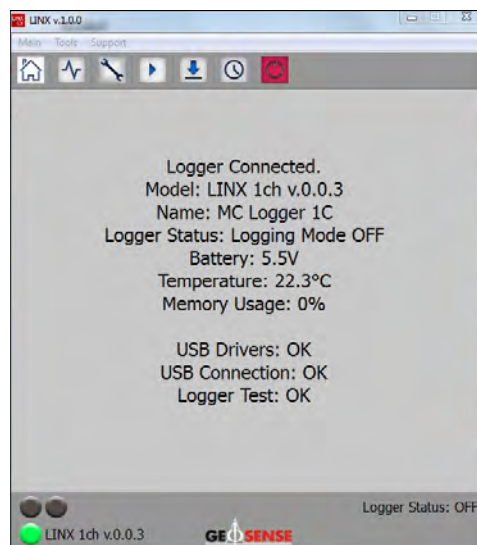 LINX v.1.0.0
Main Tools Support
Logger Connected.
Model: LINX 1ch v.0.0.3
Name: MC Logger 1C
Logger Status: Logging Mode OFF
Battery: 5.5V
Temperature: 22.3°C
Memory Usage: 0%
USB Drivers: OK
USB Connection: OK
Logger Test: OK
Logger Status: OFF
LINX 1ch v.0.0.3
GEOSENSE